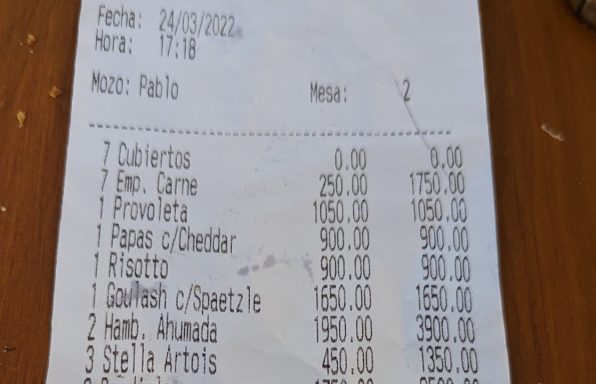 Fecha: 24/03/2022
Hora: 17:18
Mozo: Pablo Mesa: 2
7 Cubiertos 0.00 0.00
7 Emp. Carne 250.00 1750.00
1 Provoleta 1050.00 1050.00
1 Papas c/Cheddar 900.00 900.00
1 Risotto 900.00 900.00
1 Goulash c/Spaetzle 1650.00 1650.00
2 Hamb. Ahumada 1950.00 3900.00
3 Stella Artois 450.00 1350.00